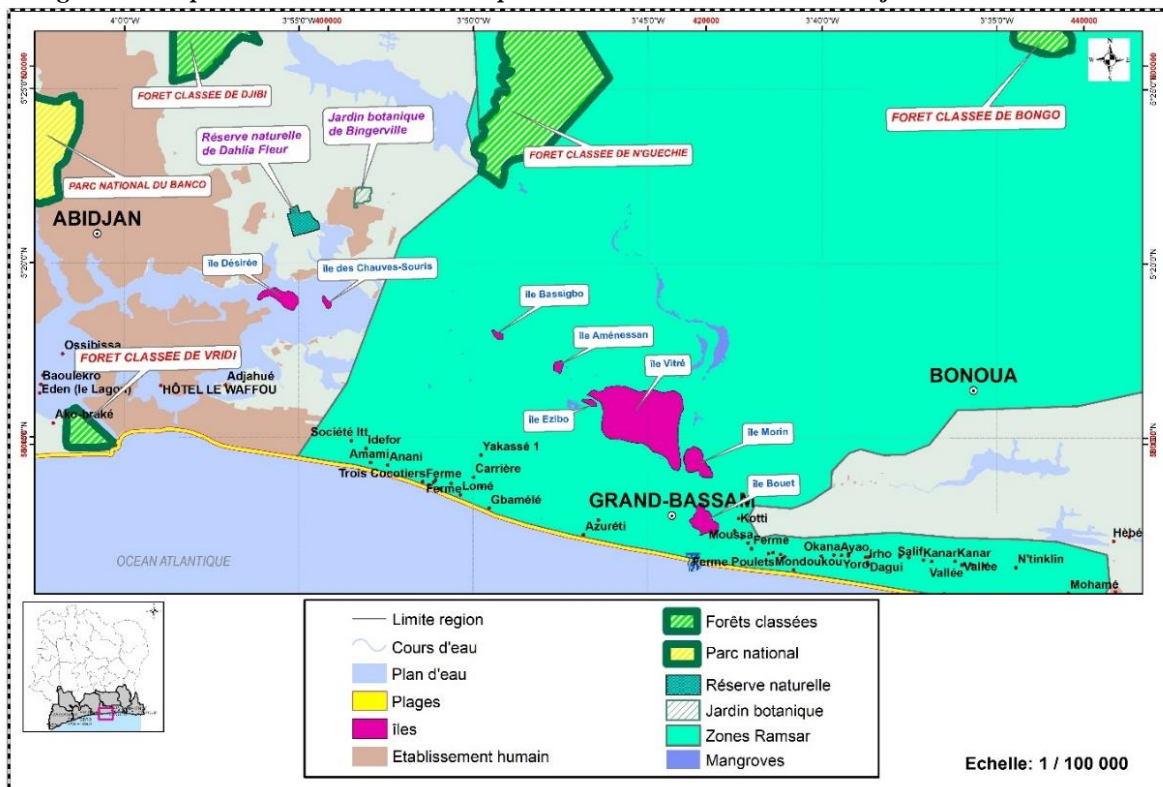 4°0'0"W
3°55'0"W
400000
3°50'0"W
3°45'0"W
420000
4°0'0"W
3°35'0"W
440000
N
W
E
S
FORET CLASSEE DE DJIBI
Jardin botanique
de Bingerville
Réserve naturelle
de Dahlia Fleur
FORET CLASSEE DE BONGO
FORET CLASSEE DE N'GUECHIE
PARC NATIONAL DU BANCO
ABIDJAN
île Désirée
île des Chauves-Souris
île Bassigbo
île Aménessan
île Vitré
Ossibissa
FORET CLASSEE DE VRIDI
Baoulekro
Eden (le Lagon)
HÔTEL LE WAFFOU
Adjahué
BONOUA
Ako-braké
île Ezibo
île Morin
Société Itt
Idefor
Amami
Anani
Yakassé 1
Trois Cocotiers
Ferme
Carrière
Ferme
Lomé
Gbamélé
île Bouet
GRAND-BASSAM
Azuréti
Kotti
Moussa
Ferme
Ferme Poulets
Mondoukou
Okana
Ayao
Yoro
Irho
Dagui
Salif
Kanar
Kanar
Vallée
Vallée
N'tinklin
Mohamé
OCEAN ATLANTIQUE
Limite region
Cours d'eau
Plan d'eau
Plages
îles
Etablissement humain
Forêts classées
Parc national
Réserve naturelle
Jardin botanique
Zones Ramsar
Mangroves
Echelle: 1 / 100 000